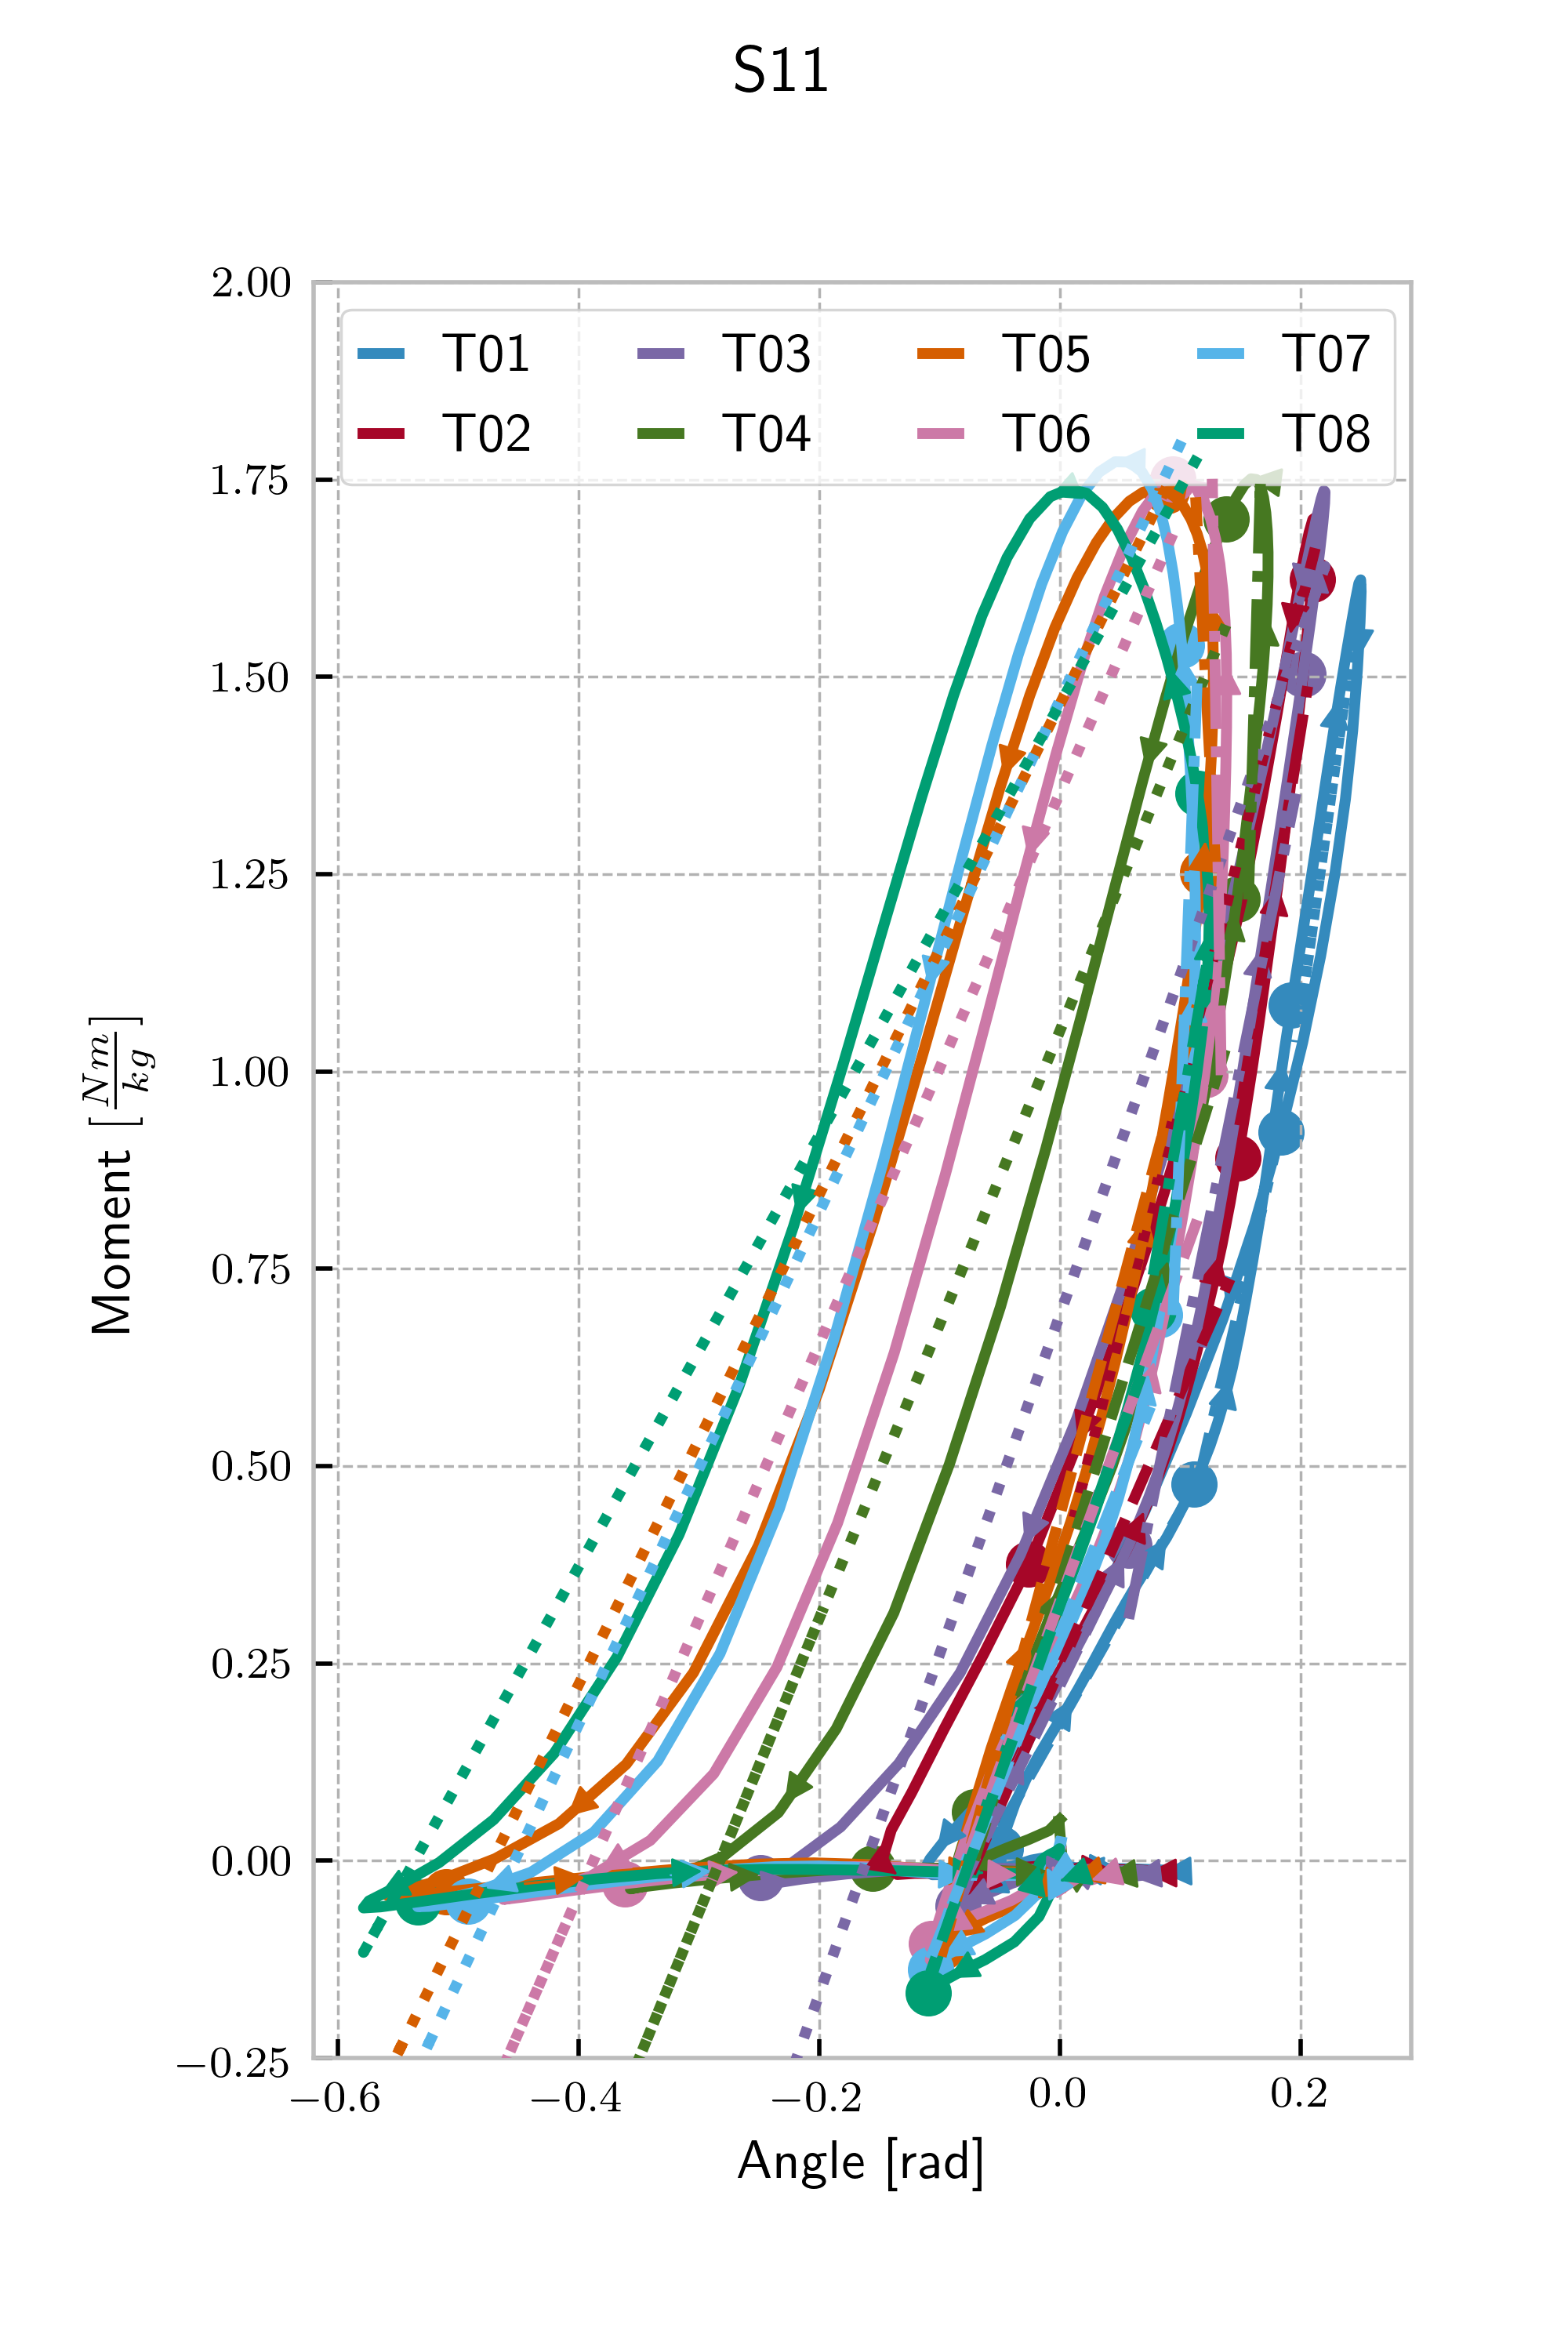 S11
2.00
T01 T03 T05 T07
T02 T04 T06 T08
1.75
1.50
1.25
1.00
0.75
0.50
0.25
0.00
−0.25
Moment [Nm/kg]
−0.6 −0.4 −0.2 0.0 0.2
Angle [rad]